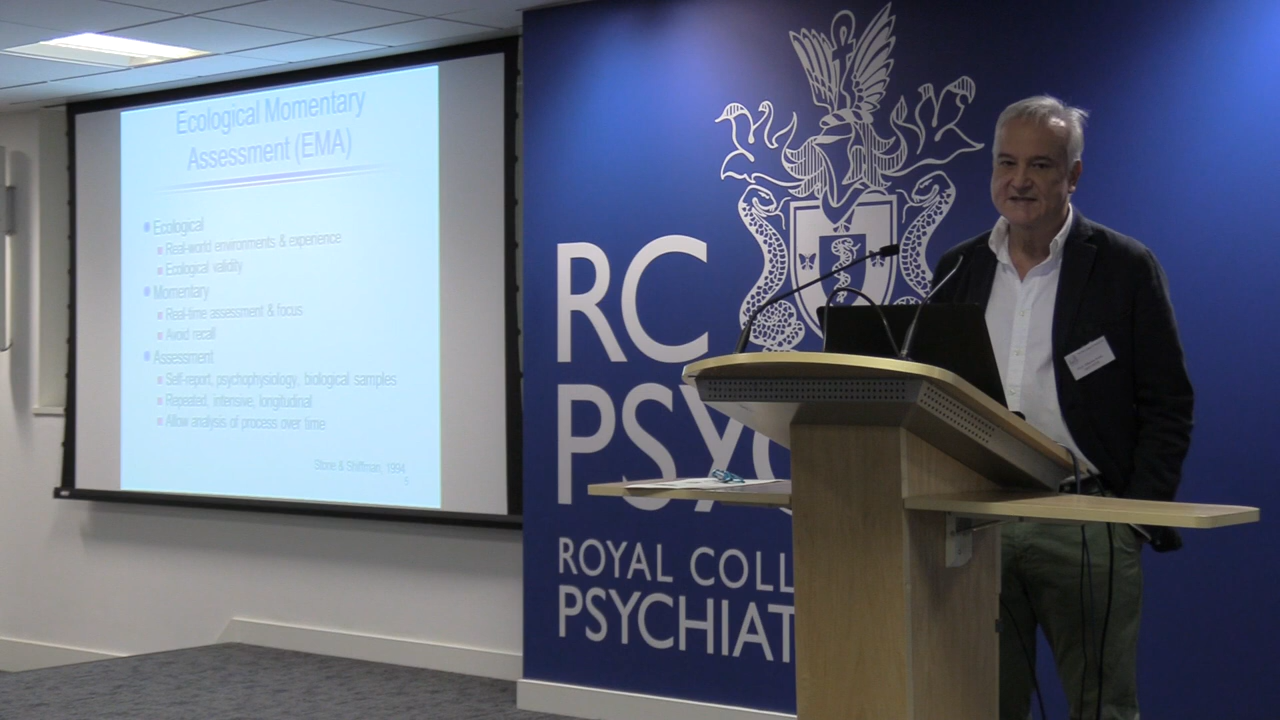 Ecological Momentary
Assessment (EMA)
Ecological
Real-world environments & experience
Ecological validity
Momentary
Real-time assessment & focus
Avoid recall
Assessment
Self-report, psychophysiology, biological samples
Repeated, intensive, longitudinal
Allow analysis of process over time
Stone & Shiffman, 1994
RC
PSYC
ROYAL COLL
PSYCHIAT